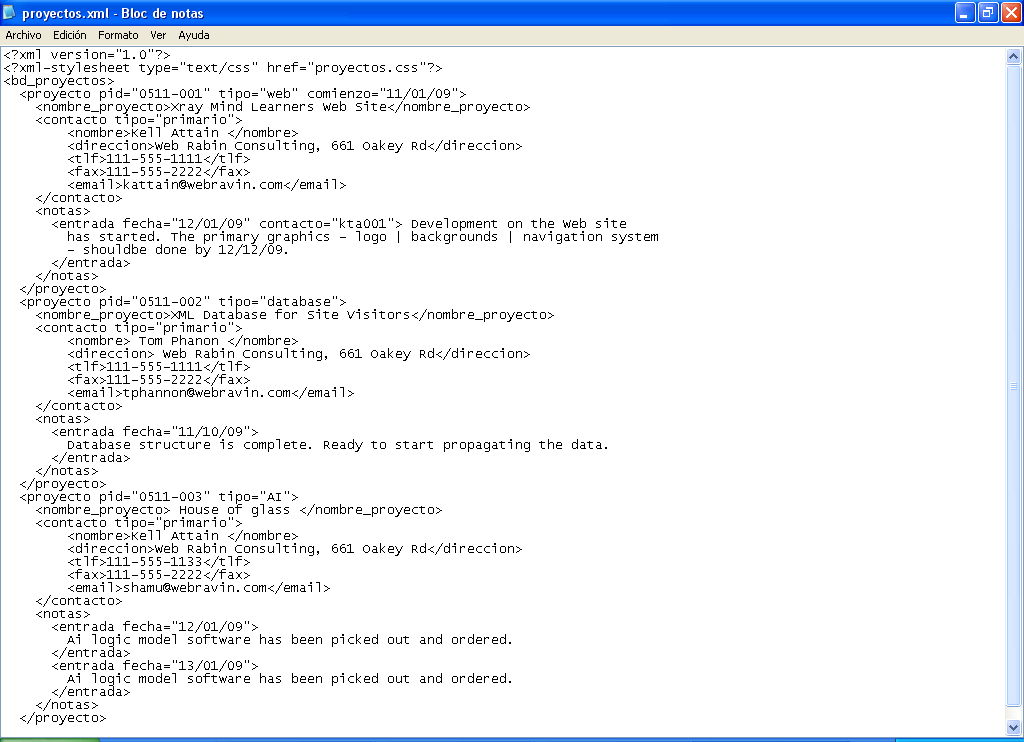 proyectos.xml - Bloc de notas
Archivo Edición Formato Ver Ayuda
<?xml version="1.0"?>
<?xml-stylesheet type="text/css" href="proyectos.css"?>
<bd_proyectos>
  <proyecto pid="0511-001" tipo="web" comienzo="11/01/09">
    <nombre_proyecto>Xray Mind Learners Web Site</nombre_proyecto>
    <contacto tipo="primario">
        <nombre>Kell Attain </nombre>
        <direccion>Web Rabin Consulting, 661 Oakey Rd</direccion>
        <tlf>111-555-1111</tlf>
        <fax>111-555-2222</fax>
        <email>kattain@webravin.com</email>
    </contacto>
    <notas>
      <entrada fecha="12/01/09" contacto="kta001"> Development on the Web site
        has started. The primary graphics - logo | backgrounds | navigation system
        - shouldbe done by 12/12/09.
      </entrada>
    </notas>
  </proyecto>
  <proyecto pid="0511-002" tipo="database">
    <nombre_proyecto>XML Database for Site Visitors</nombre_proyecto>
    <contacto tipo="primario">
        <nombre> Tom Phanon </nombre>
        <direccion> Web Rabin Consulting, 661 Oakey Rd</direccion>
        <tlf>111-555-1111</tlf>
        <fax>111-555-2222</fax>
        <email>tphannon@webravin.com</email>
    </contacto>
    <notas>
      <entrada fecha="11/10/09">
        Database structure is complete. Ready to start propagating the data.
      </entrada>
    </notas>
  </proyecto>
  <proyecto pid="0511-003" tipo="AI">
    <nombre_proyecto> House of glass </nombre_proyecto>
    <contacto tipo="primario">
        <nombre>Kell Attain </nombre>
        <direccion>Web Rabin Consulting, 661 Oakey Rd</direccion>
        <tlf>111-555-1133</tlf>
        <fax>111-555-2222</fax>
        <email>shamu@webravin.com</email>
    </contacto>
    <notas>
      <entrada fecha="12/01/09">
        Ai logic model software has been picked out and ordered.
      </entrada>
      <entrada fecha="13/01/09">
        Ai logic model software has been picked out and ordered.
      </entrada>
    </notas>
  </proyecto>